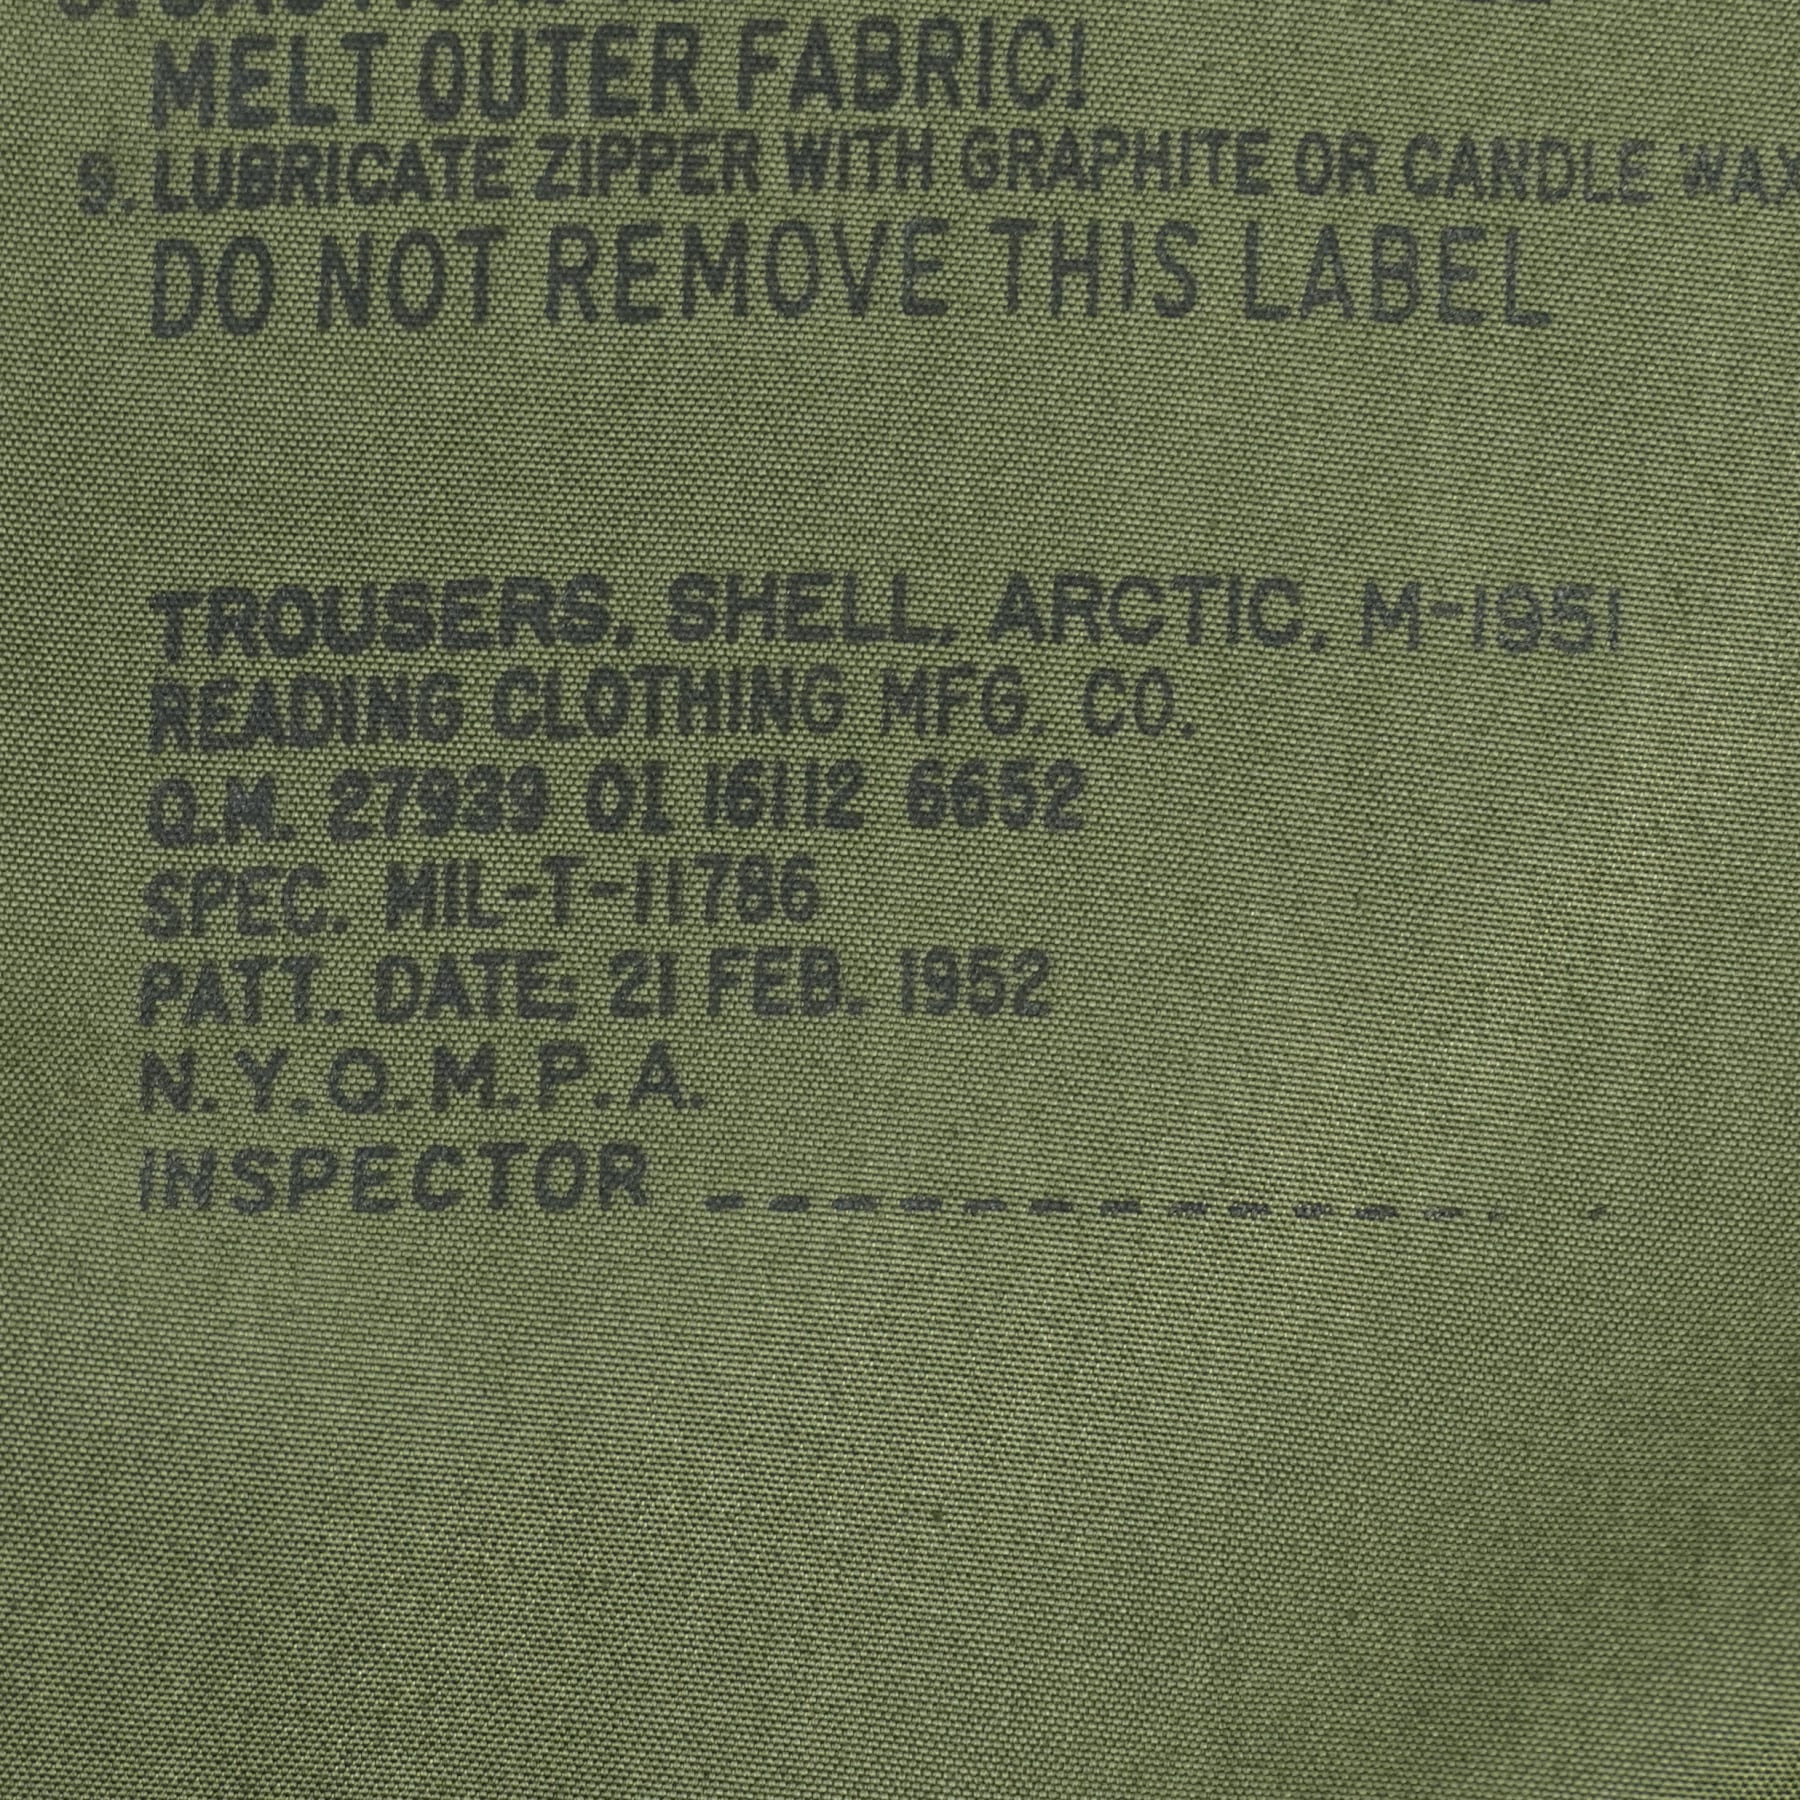 MELT OUTER FABRIC!
9. LUBRICATE ZIPPER WITH GRAPHITE OR CANDLE WAX
DO NOT REMOVE THIS LABEL
TROUSERS, SHELL, ARCTIC, M-1951
READING CLOTHING MFG. CO.
Q.M. 27939 OI 16112 6652
SPEC. MIL-T-11786
PATT. DATE: 21 FEB. 1952
N.Y.Q.M.P.A.
INSPECTOR _ _ _ _ _ _ _ _ _ _ _ _ _ _